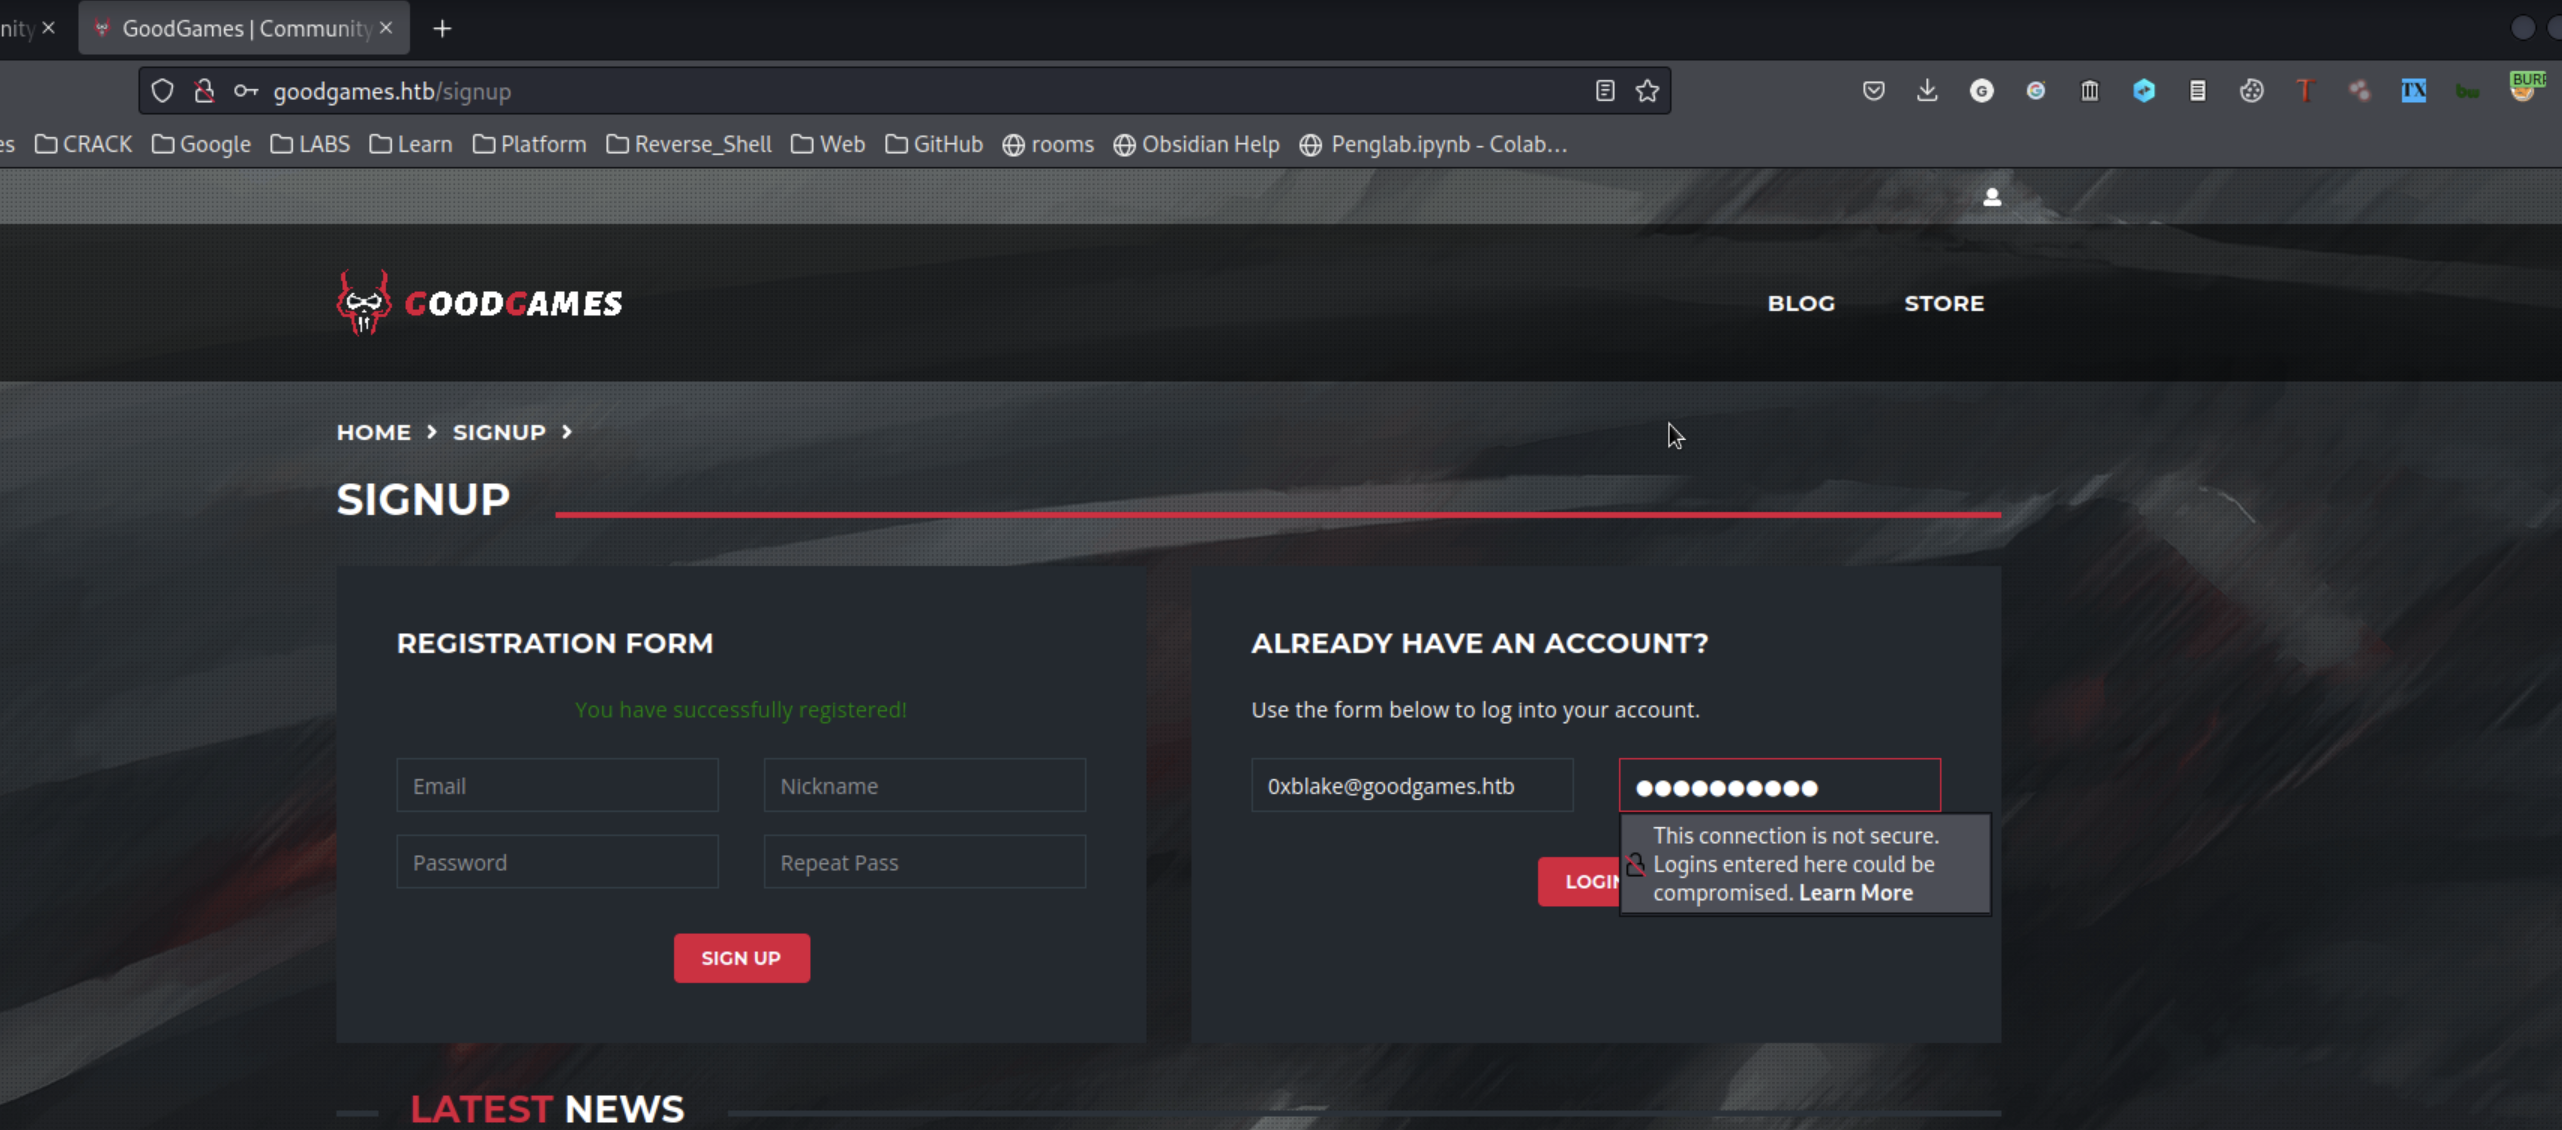 nity
GoodGames | Community
goodgames.htb/signup
BURP
es CRACK Google LABS Learn Platform Reverse_Shell Web GitHub rooms Obsidian Help Penglab.ipynb - Colab...
GOODGAMES
BLOG STORE
HOME SIGNUP
SIGNUP
REGISTRATION FORM
You have successfully registered!
Email Nickname
Password Repeat Pass
SIGN UP
ALREADY HAVE AN ACCOUNT?
Use the form below to log into your account.
0xblake@goodgames.htb
This connection is not secure.
Logins entered here could be
compromised. Learn More
LOGIN
LATEST NEWS